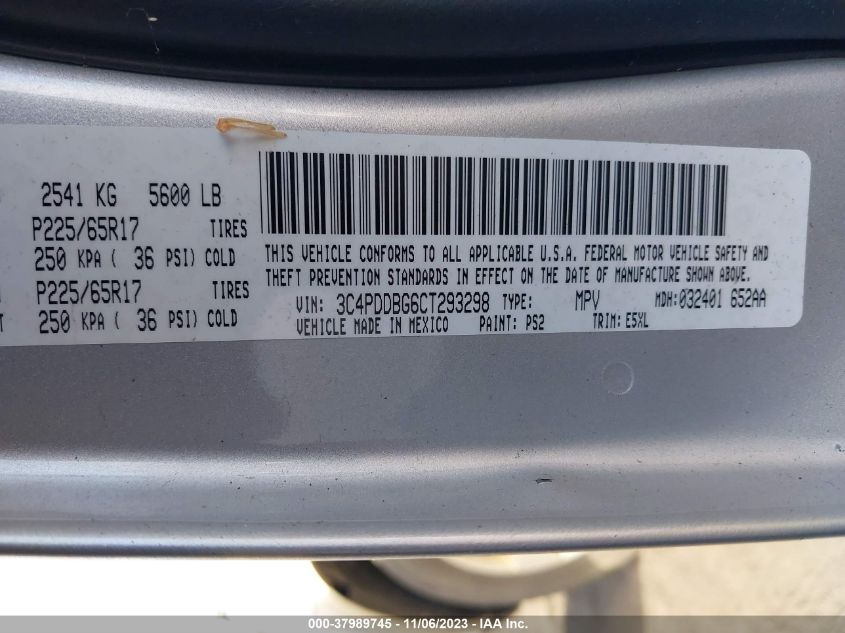 2541 KG 5600 LB
P225/65R17 TIRES
250 KPA ( 36 PSI) COLD
P225/65R17 TIRES
250 KPA ( 36 PSI) COLD
THIS VEHICLE CONFORMS TO ALL APPLICABLE U.S.A. FEDERAL MOTOR VEHICLE SAFETY AND
THEFT PREVENTION STANDARDS IN EFFECT ON THE DATE OF MANUFACTURE SHOWN ABOVE.
VIN: 3C4PDDBG6CT293298 TYPE: MPV MDH:032401 652AA
VEHICLE MADE IN MEXICO PAINT: PS2 TRIM: E5XL
000-37989745 - 11/06/2023 - IAA Inc.